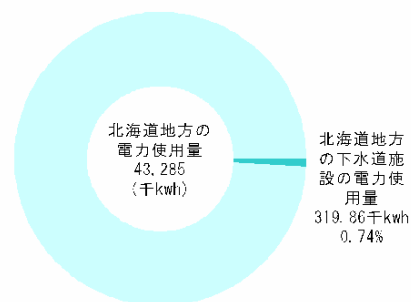 北海道地方の
電力使用量
43,285
(千kwh)
北海道地方
の下水道施
設の電力使
用量
319.86千kwh
0.74%